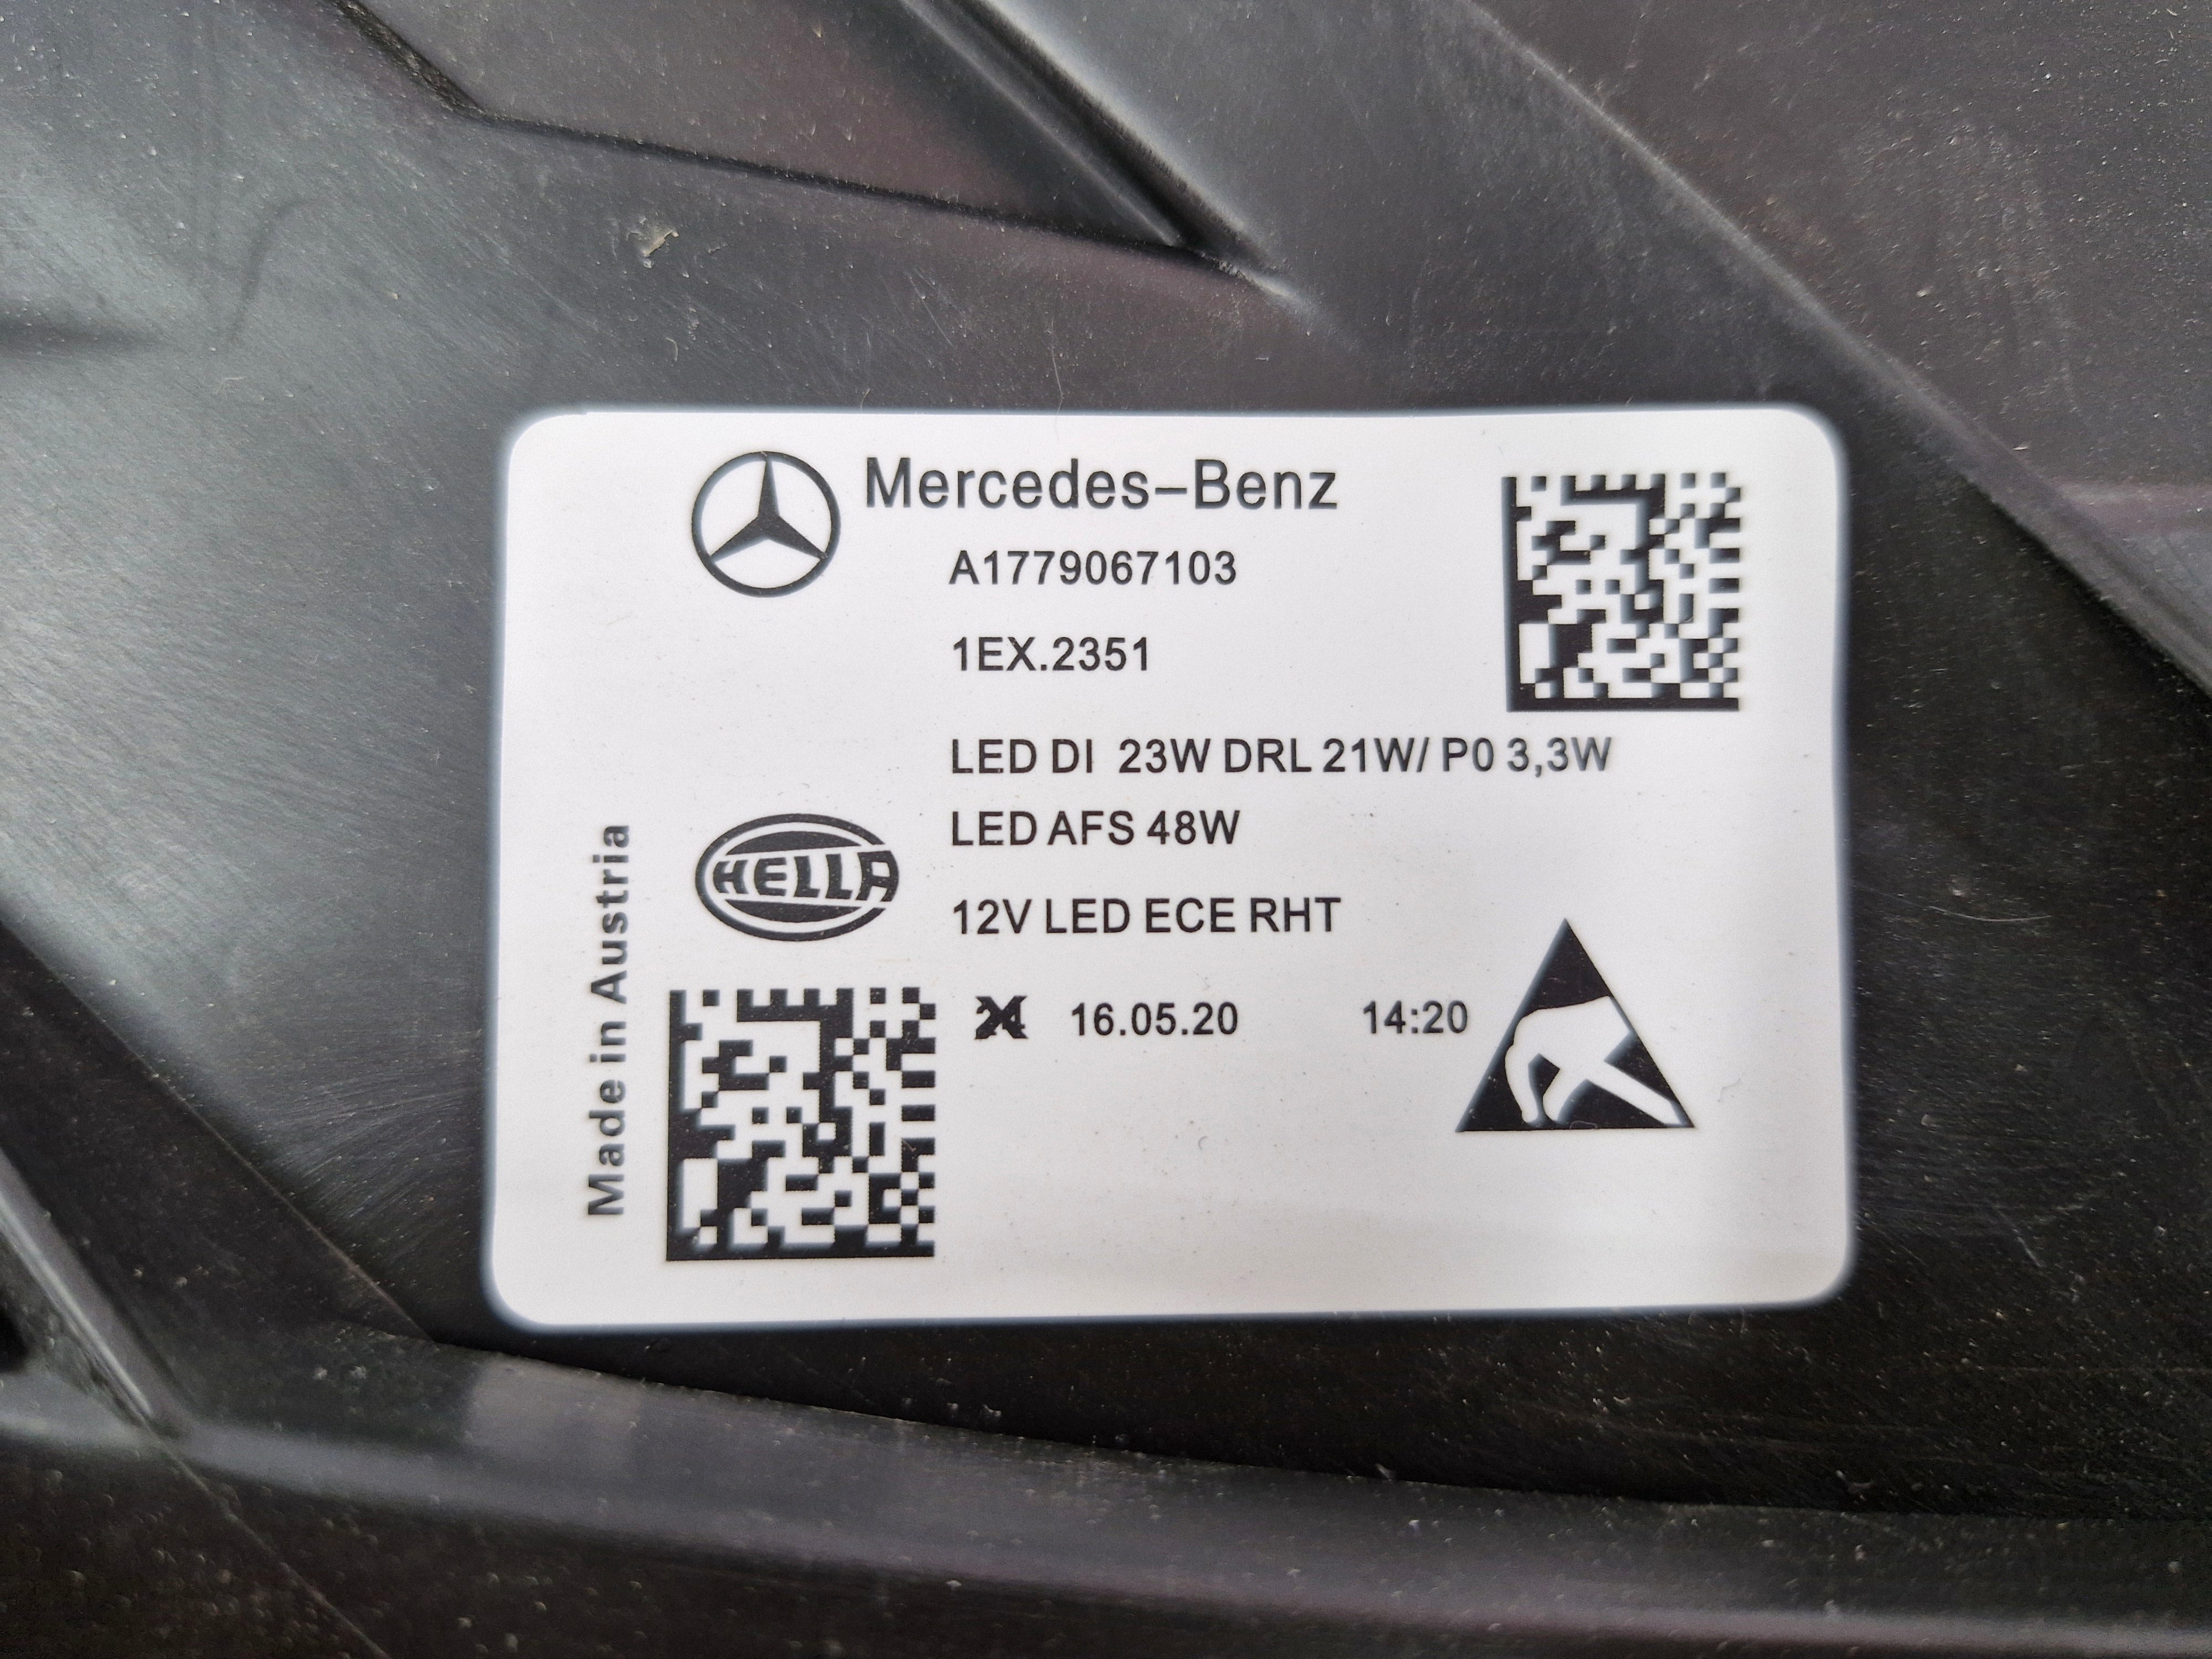 Mercedes-Benz
A1779067103
1EX.2351
LED DI 23W DRL 21W/ P0 3,3W
LED AFS 48W
HELLA
12V LED ECE RHT
16.05.20 14:20
Made in Austria